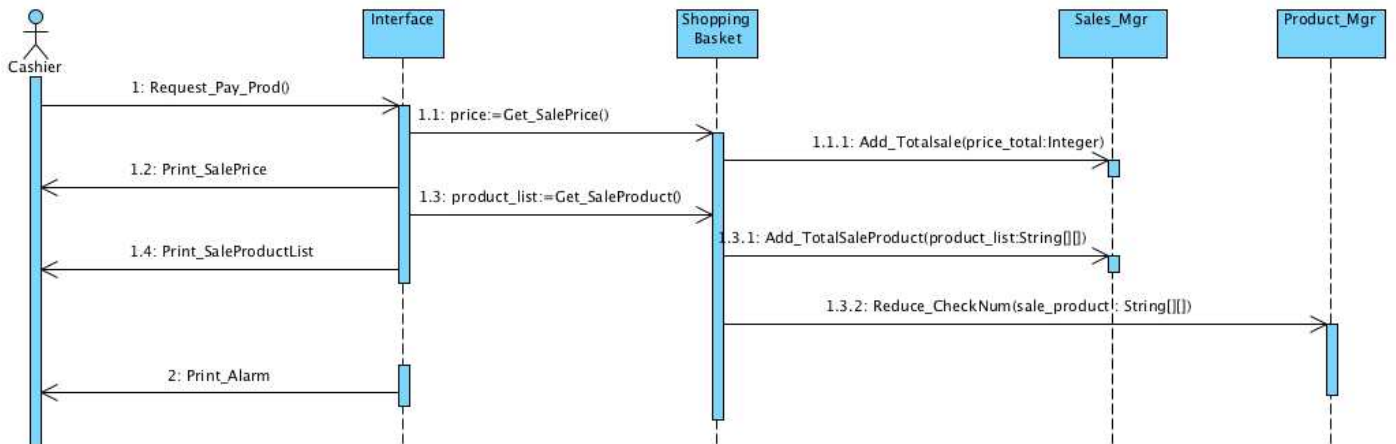 Interface
Shopping
Basket
Sales_Mgr
Product_Mgr
Cashier
1: Request_Pay_Prod()
1.1: price:=Get_SalePrice()
1.1.1: Add_Totalsale(price_total:Integer)
1.2: Print_SalePrice
1.3: product_list:=Get_SaleProduct()
1.3.1: Add_TotalSaleProduct(product_list:String[][])
1.4: Print_SaleProductList
1.3.2: Reduce_CheckNum(sale_product : String[][])
2: Print_Alarm